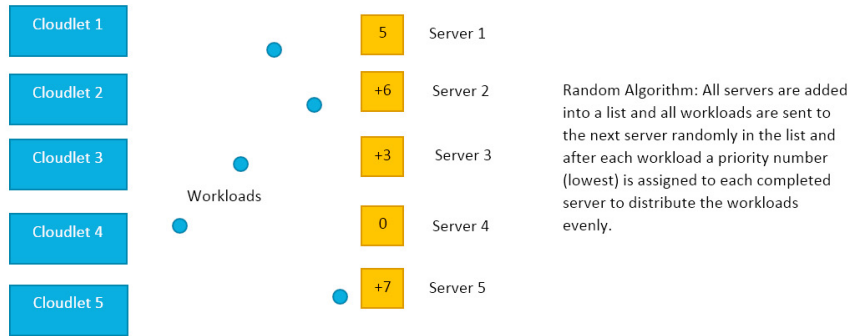 Cloudlet 1
5
Server 1
Cloudlet 2
+6
Server 2
Cloudlet 3
+3
Server 3
Workloads
Cloudlet 4
0
Server 4
Cloudlet 5
+7
Server 5
Random Algorithm: All servers are added
into a list and all workloads are sent to
the next server randomly in the list and
after each workload a priority number
(lowest) is assigned to each completed
server to distribute the workloads
evenly.